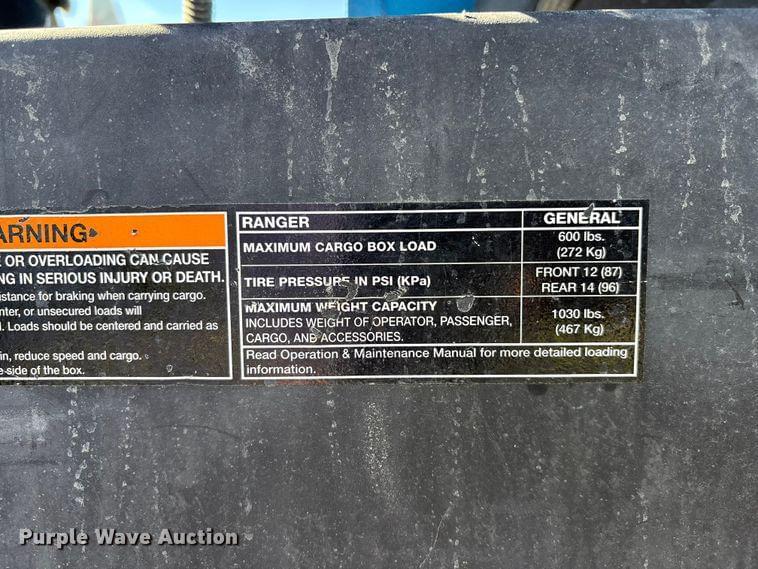 ARNING
E OR OVERLOADING CAN CAUSE
NG IN SERIOUS INJURY OR DEATH.
istance for braking when carrying cargo.
nter, or unsecured loads will
l. Loads should be centered and carried as
in, reduce speed and cargo.
e side of the box.
RANGER GENERAL
MAXIMUM CARGO BOX LOAD 600 lbs.
(272 Kg)
TIRE PRESSURE IN PSI (KPa) FRONT 12 (87)
REAR 14 (96)
MAXIMUM WEIGHT CAPACITY
INCLUDES WEIGHT OF OPERATOR, PASSENGER,
CARGO, AND ACCESSORIES.
1030 lbs.
(467 Kg)
Read Operation & Maintenance Manual for more detailed loading
information.
Purple Wave Auction